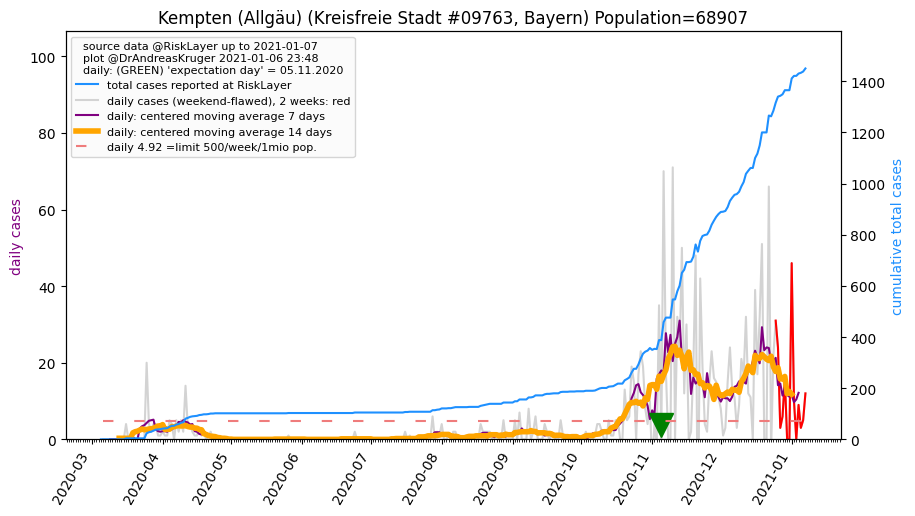 Kempten (Allgäu) (Kreisfreie Stadt #09763, Bayern) Population=68907
source data @RiskLayer up to 2021-01-07
plot @DrAndreasKruger 2021-01-06 23:48
daily: (GREEN) 'expectation day' = 05.11.2020
total cases reported at RiskLayer
daily cases (weekend-flawed), 2 weeks: red
daily: centered moving average 7 days
daily: centered moving average 14 days
daily 4.92 =limit 500/week/1mio pop.
daily cases
100
80
60
40
20
0
cumulative total cases
1400
1200
1000
800
600
400
200
0
2020-03
2020-04
2020-05
2020-06
2020-07
2020-08
2020-09
2020-10
2020-11
2020-12
2021-01